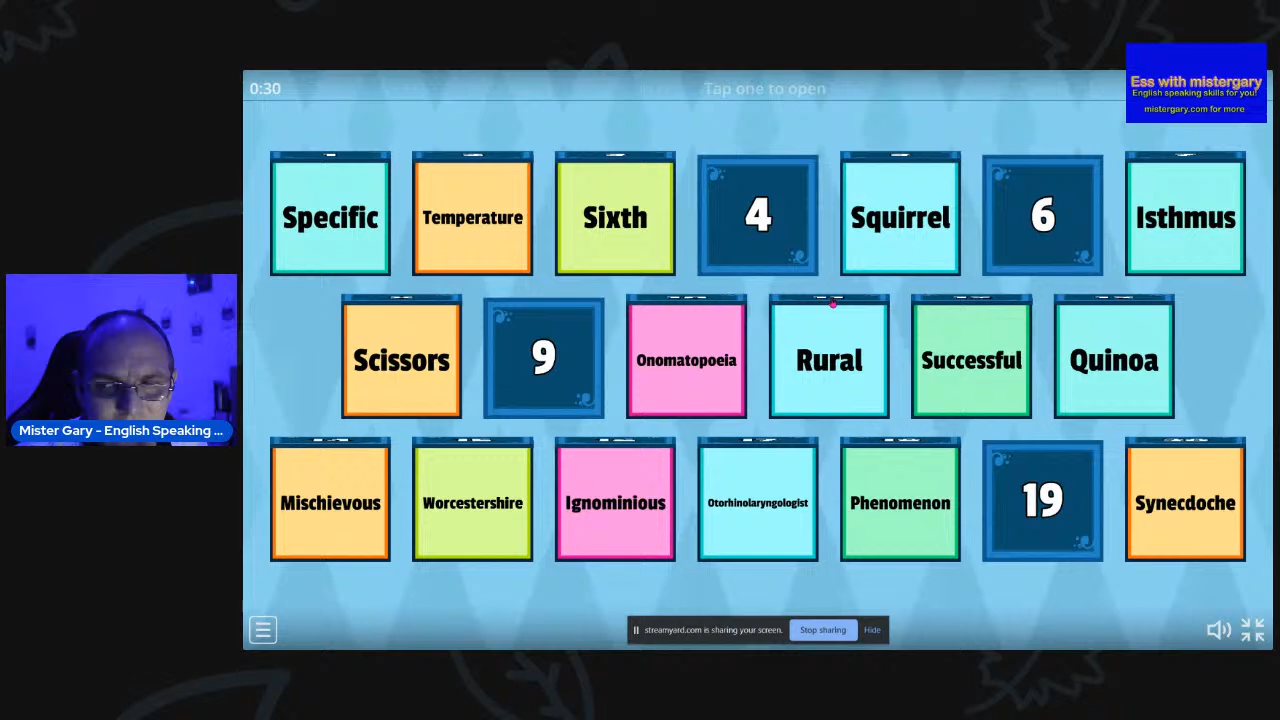 0:30
Tap one to open
Ess with mistergary
English speaking skills for you!
mistergary.com for more
Specific
Temperature
Sixth
4
Squirrel
6
Isthmus
Scissors
9
Onomatopoeia
Rural
Successful
Quinoa
Mister Gary - English Speaking ...
Mischievous
Worcestershire
Ignominious
Otorhinolaryngologist
Phenomenon
19
Synecdoche
streamyard.com is sharing your screen.
Stop sharing
Hide